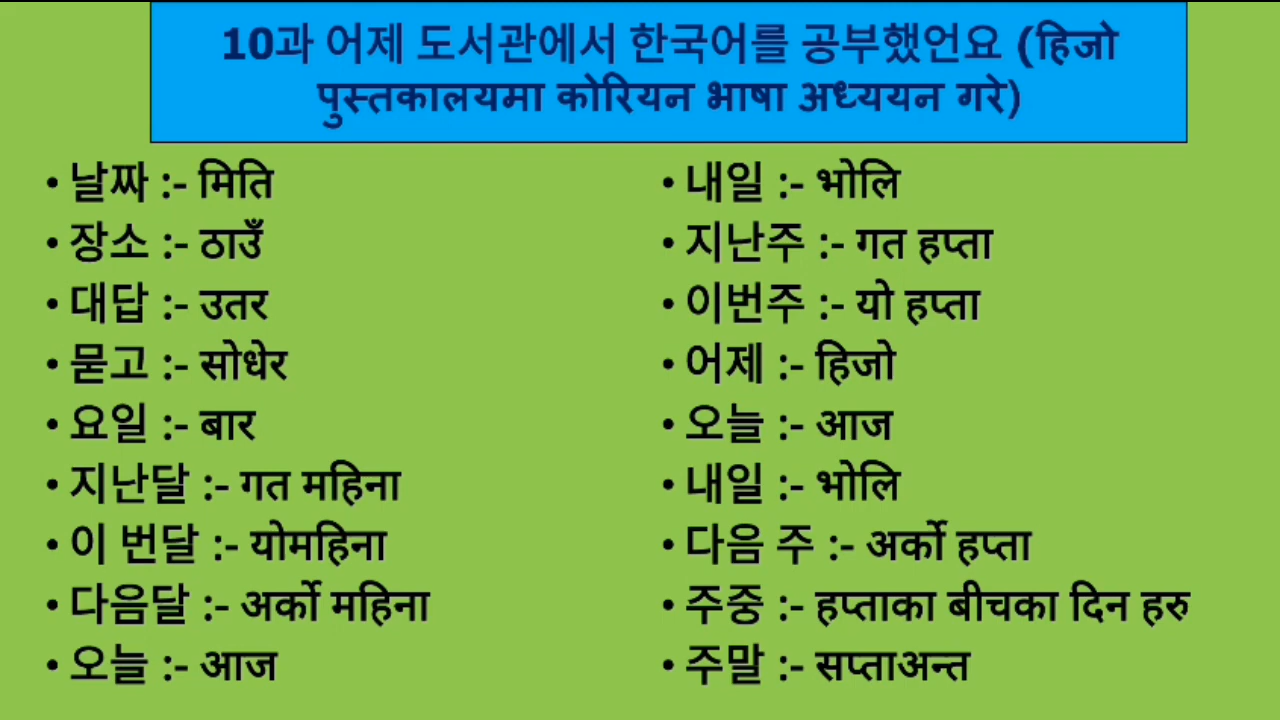 10과 어제 도서관에서 한국어를 공부했언요 (हिजो
पुस्तकालयमा कोरियन भाषा अध्ययन गरे)
• 날짜 :- मिति
• 장소 :- ठाउँ
• 대답 :- उतर
• 묻고 :- सोधेर
• 요일 :- बार
• 지난달 :- गत महिना
• 이 번달 :- योमहिना
• 다음달 :- अर्को महिना
• 오늘 :- आज
• 내일 :- भोलि
• 지난주 :- गत हप्ता
• 이번주 :- यो हप्ता
• 어제 :- हिजो
• 오늘 :- आज
• 내일 :- भोलि
• 다음 주 :- अर्को हप्ता
• 주중 :- हप्ताका बीचका दिन हरु
• 주말 :- सप्ताअन्त